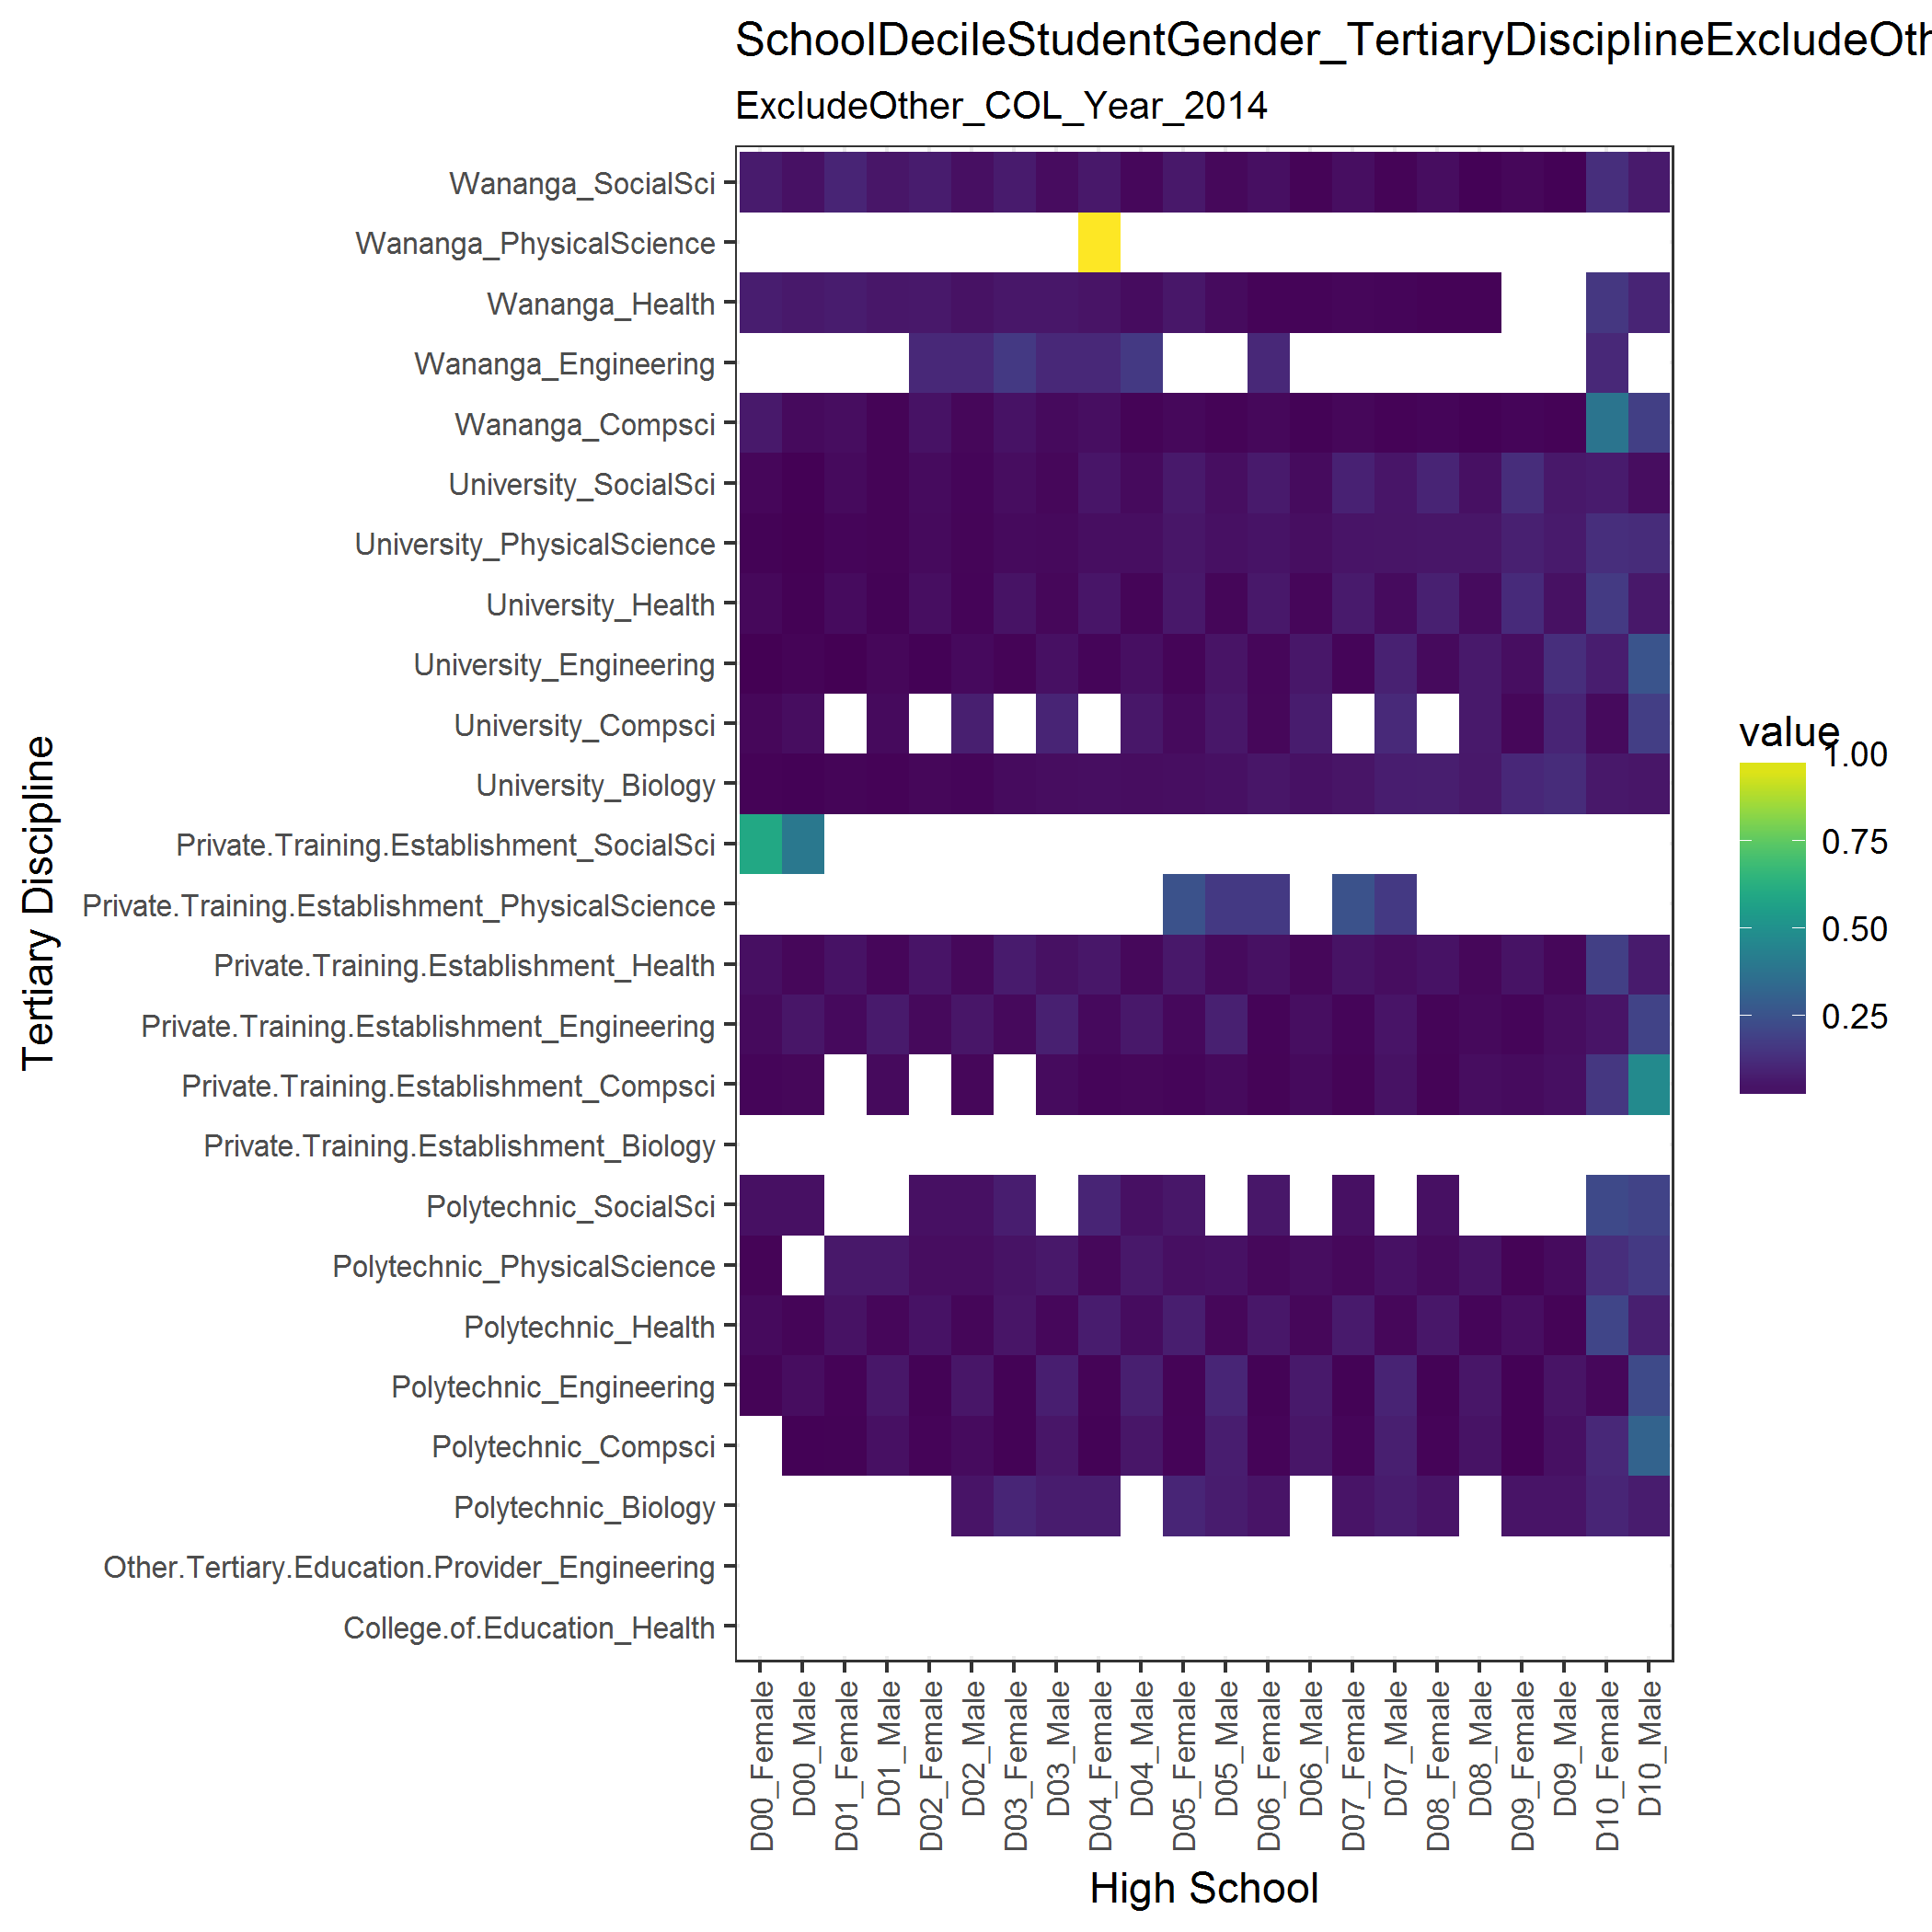 SchoolDecileStudentGender_TertiaryDisciplineExcludeOth
ExcludeOther_COL_Year_2014
Tertiary Discipline
Wananga_SocialSci
Wananga_PhysicalScience
Wananga_Health
Wananga_Engineering
Wananga_Compsci
University_SocialSci
University_PhysicalScience
University_Health
University_Engineering
University_Compsci
University_Biology
Private.Training.Establishment_SocialSci
Private.Training.Establishment_PhysicalScience
Private.Training.Establishment_Health
Private.Training.Establishment_Engineering
Private.Training.Establishment_Compsci
Private.Training.Establishment_Biology
Polytechnic_SocialSci
Polytechnic_PhysicalScience
Polytechnic_Health
Polytechnic_Engineering
Polytechnic_Compsci
Polytechnic_Biology
Other.Tertiary.Education.Provider_Engineering
College.of.Education_Health
D00_Female
D00_Male
D01_Female
D01_Male
D02_Female
D02_Male
D03_Female
D03_Male
D04_Female
D04_Male
D05_Female
D05_Male
D06_Female
D06_Male
D07_Female
D07_Male
D08_Female
D08_Male
D09_Female
D09_Male
D10_Female
D10_Male
High School
value
1.00
0.75
0.50
0.25